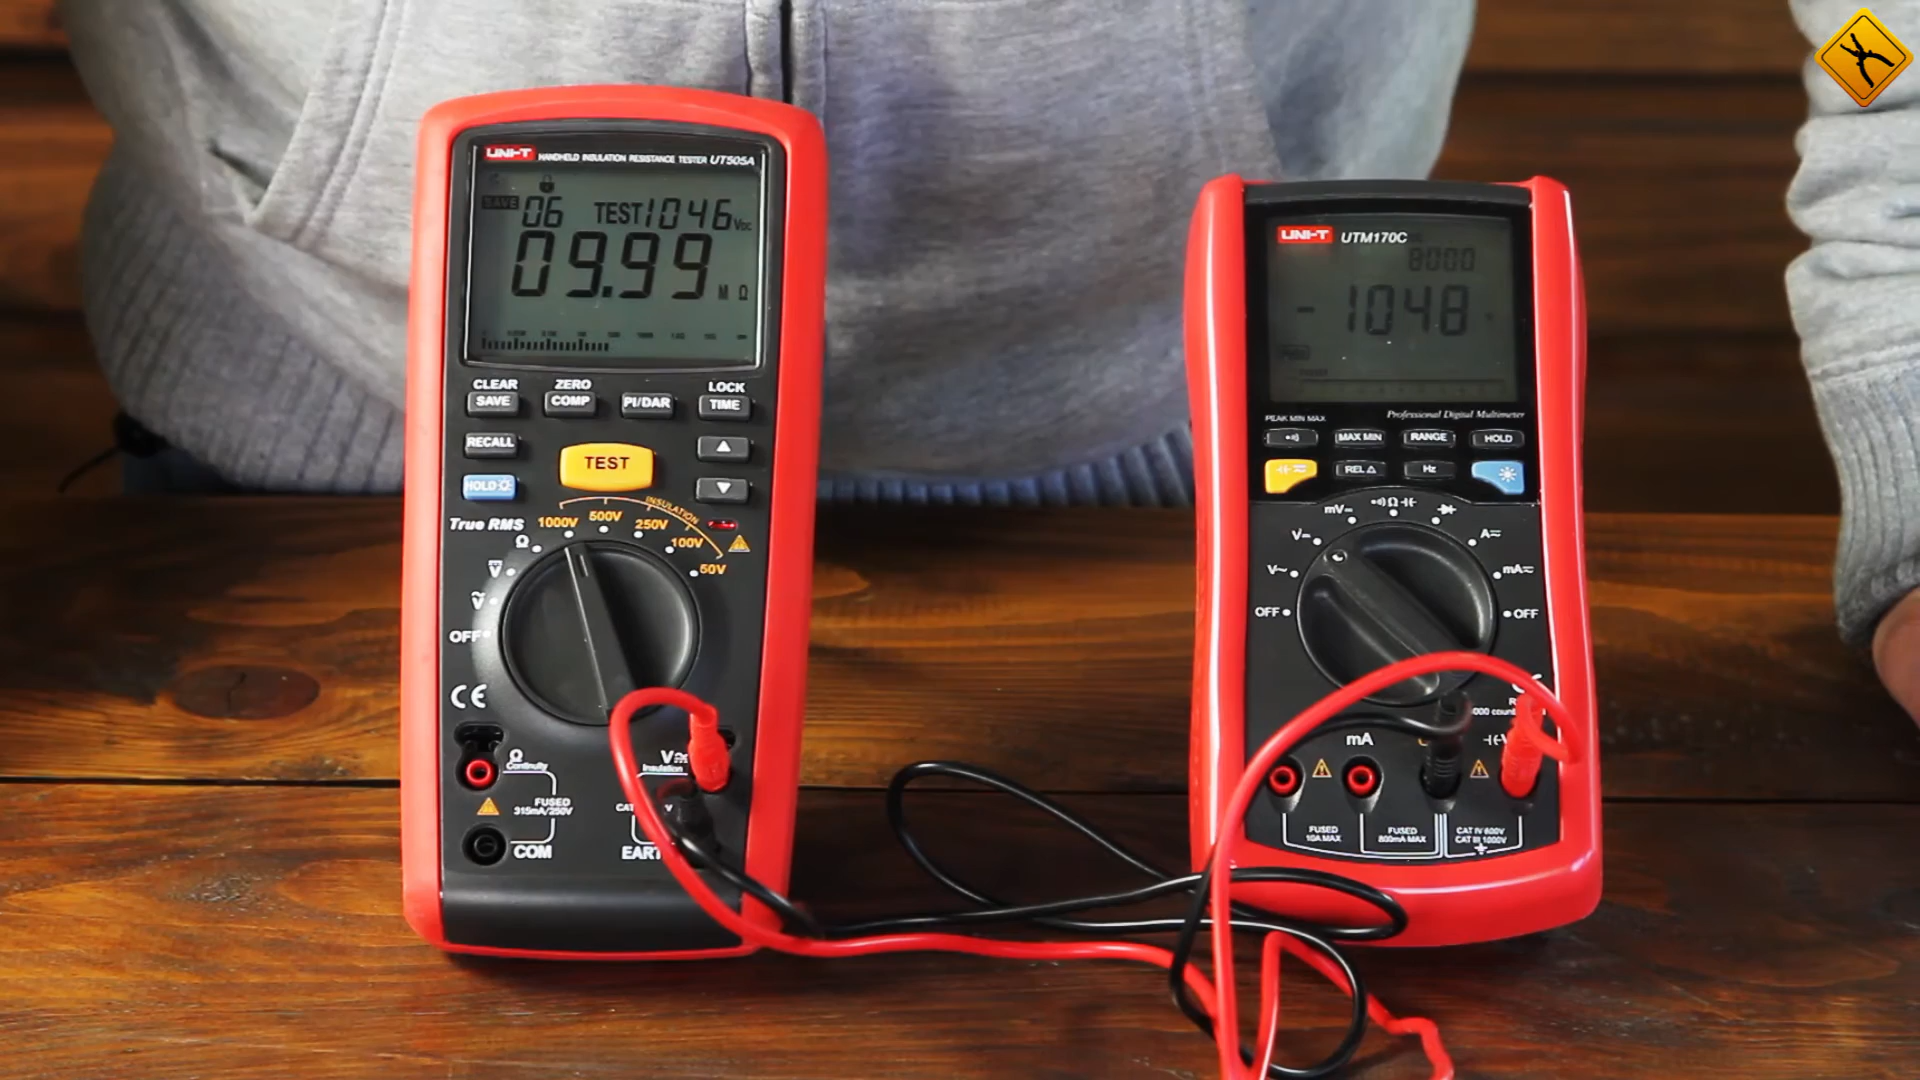 UNI-T HANDHELD INSULATION RESISTANCE TESTER UT505A
SAVE 06 TEST 1046 VDC
09.99 MΩ
CLEAR ZERO LOCK
SAVE COMP PI/DAR TIME
RECALL
TEST
HOLD
INSULATION
True RMS 1000V 500V 250V 100V 50V
Ω
V
V
OFF
CE
Ω
Continuity
FUSED
315mA/250V
COM
V
Insulation
CAT
EART
UNI-T UTM170C
8000
-1048
Professional Digital Multimeter
PEAK MIN MAX
MAX MIN RANGE HOLD
REL △ Hz
mV Ω
V A
V~ mA
OFF OFF
mA
FUSED
10A MAX
FUSED
800mA MAX
CAT IV 600V
CAT III 1000V